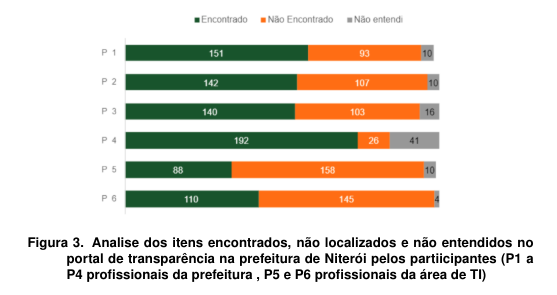 Encontrado Não Encontrado Não entendi
P 1 151 93 10
P 2 142 107 10
P 3 140 103 16
P 4 192 26 41
P 5 88 158 10
P 6 110 145 4
Figura 3. Analise dos itens encontrados, não localizados e não entendidos no
portal de transparência na prefeitura de Niterói pelos partiicipantes (P1 a
P4 profissionais da prefeitura , P5 e P6 profissionais da área de TI)